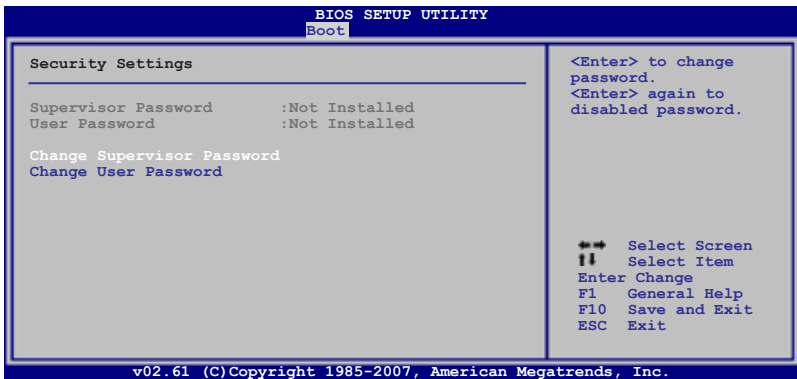 BIOS SETUP UTILITY
Boot
Security Settings
Supervisor Password :Not Installed
User Password :Not Installed
Change Supervisor Password
Change User Password
<Enter> to change
password.
<Enter> again to
disabled password.
←→ Select Screen
↑↓ Select Item
Enter Change
F1 General Help
F10 Save and Exit
ESC Exit
v02.61 (C)Copyright 1985-2007, American Megatrends, Inc.